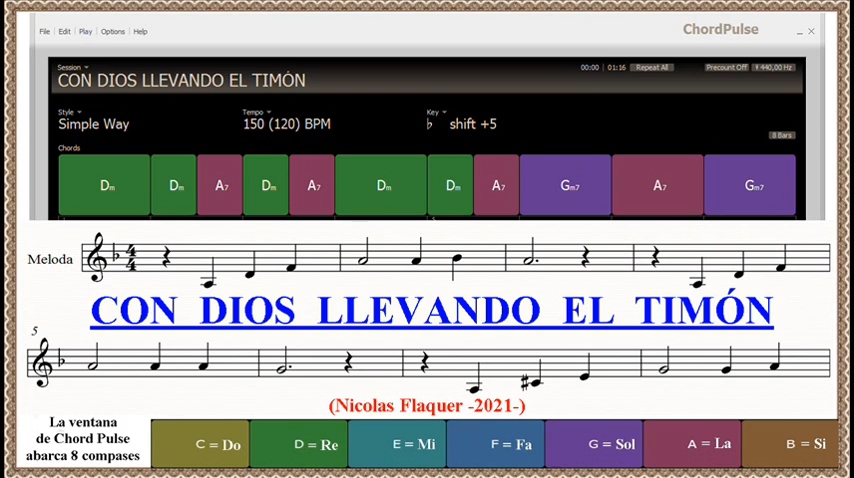 File Edit Play Options Help
ChordPulse
Session
CON DIOS LLEVANDO EL TIMÓN
00:00 01:16 Repeat All Precount Off 440,00 Hz
Style Tempo Key
Simple Way 150 (120) BPM ♭ shift +5
8 Bars
Chords
Dm Dm A7 Dm A7 Dm Dm A7 Gm7 A7 Gm7
Meloda
4
4
CON DIOS LLEVANDO EL TIMÓN
5
(Nicolas Flaquer -2021-)
La ventana
de Chord Pulse
abarca 8 compases
C = Do D = Re E = Mi F = Fa G = Sol A = La B = Si